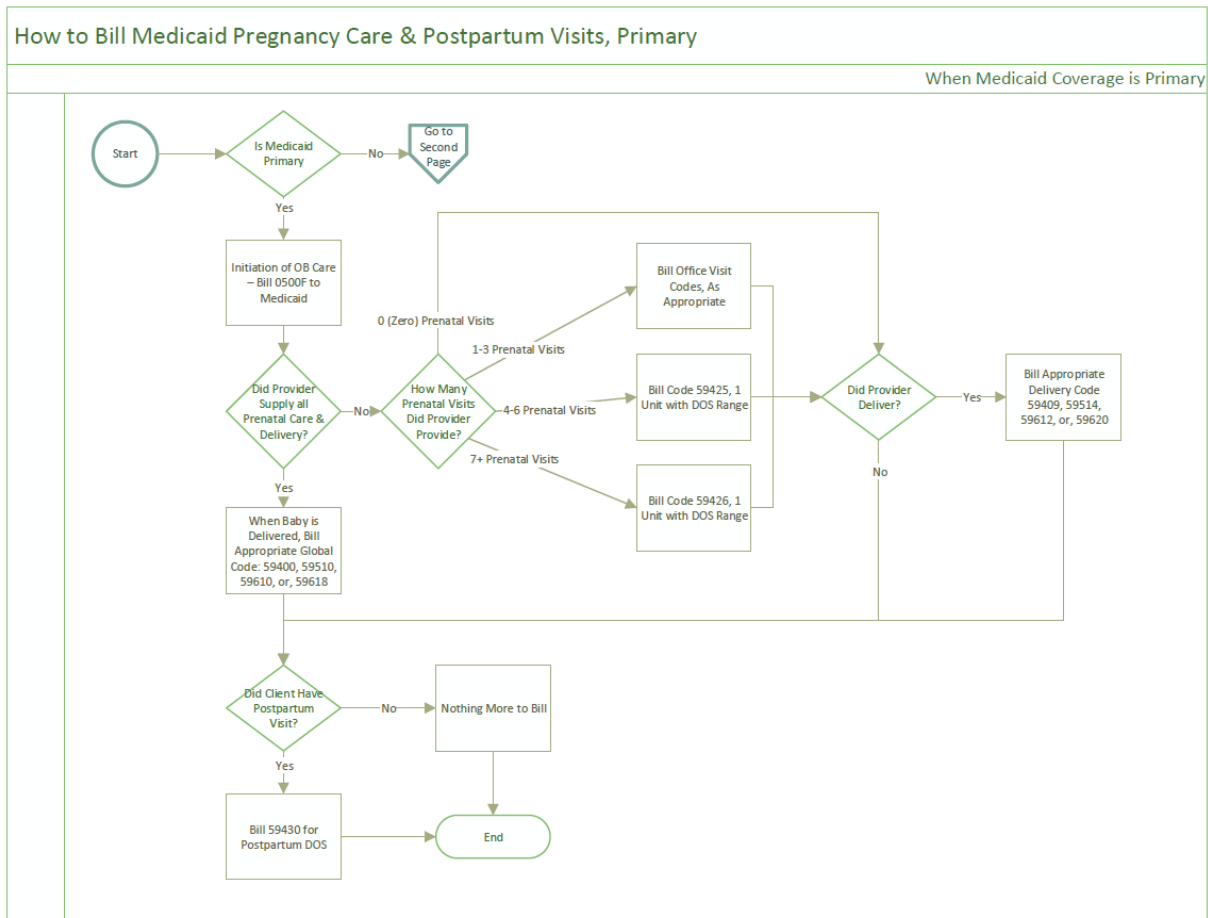 How to Bill Medicaid Pregnancy Care & Postpartum Visits, Primary
When Medicaid Coverage is Primary
Start
Is Medicaid
Primary
No
Go to
Second
Page
Yes
Initiation of OB Care
– Bill 0500F to
Medicaid
Did Provider
Supply all
Prenatal Care &
Delivery?
No
How Many
Prenatal Visits
Did Provider
Provide?
0 (Zero) Prenatal Visits
1-3 Prenatal Visits
Bill Office Visit
Codes, As
Appropriate
4-6 Prenatal Visits
Bill Code 59425, 1
Unit with DOS Range
7+ Prenatal Visits
Bill Code 59426, 1
Unit with DOS Range
Did Provider
Deliver?
Yes
Bill Appropriate
Delivery Code
59409, 59514,
59612, or, 59620
No
Yes
When Baby is
Delivered, Bill
Appropriate Global
Code: 59400, 59510,
59610, or, 59618
Did Client Have
Postpartum
Visit?
No
Nothing More to Bill
Yes
Bill 59430 for
Postpartum DOS
End